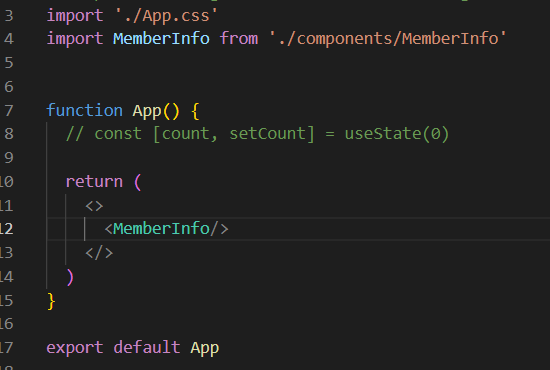 3 import './App.css'
4 import MemberInfo from './components/MemberInfo'
5
6
7 function App() {
8 // const [count, setCount] = useState(0)
9
10 return (
11 <>
12 <MemberInfo/>
13 </>
14 )
15 }
16
17 export default App